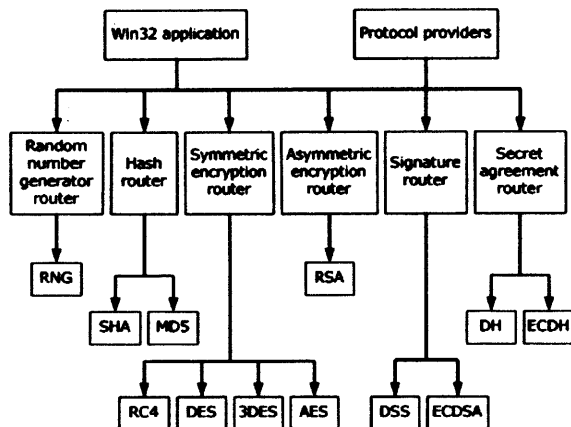 Win32 application
Protocol providers
Random
number
generator
router
Hash
router
Symmetric
encryption
router
Asymmetric
encryption
router
Signature
router
Secret
agreement
router
RNG
RSA
SHA
MD5
DH
ECDH
RC4
DES
3DES
AES
DSS
ECDSA